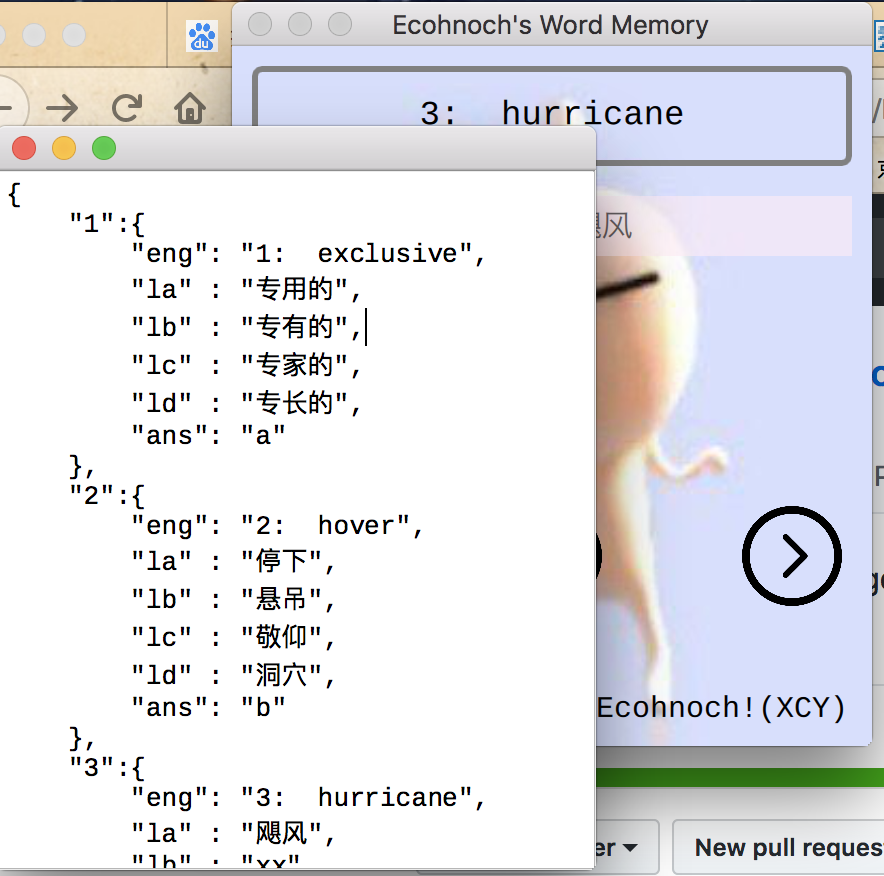 du
Ecohnoch's Word Memory
3:  hurricane
飓风
{
"1":{
"eng": "1:  exclusive",
"la" : "专用的",
"lb" : "专有的",
"lc" : "专家的",
"ld" : "专长的",
"ans": "a"
},
"2":{
"eng": "2:  hover",
"la" : "停下",
"lb" : "悬吊",
"lc" : "敬仰",
"ld" : "洞穴",
"ans": "b"
},
"3":{
"eng": "3:  hurricane",
"la" : "飓风",
"lb" : "xx"
Ecohnoch!(XCY)
er
New pull reques